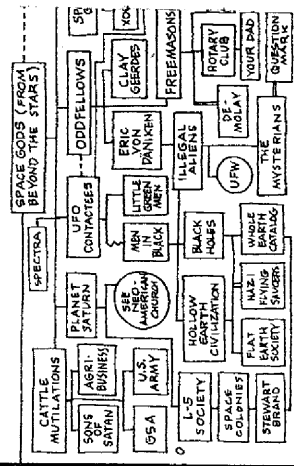 SPACE GODS (FROM
BEYOND THE STARS)
SPECTRA
CATTLE
MUTILATIONS
PLANET
SATURN
UFO
CONTACTEES
ODDFELLOWS
SONS
OF
SATAN
AGRI-
BUSINESS
SEE
NEO-
AMERICAN
CHURCH
MEN
IN
BLACK
LITTLE
GREEN
MEN
ERIC
VON
DANIKEN
CLAY
GEERDES
GSA
U.S.
ARMY
ILLEGAL
ALIENS
FREEMASONS
L-5
SOCIETY
HOLLOW
EARTH
CIVILIZATION
BLACK
HOLES
UFW
DE-
MOLAY
ROTARY
CLUB
SPACE
COLONIES
YOUR DAD
STEWART
BRAND
FLAT
EARTH
SOCIETY
NAZI
FLYING
SAUCERS
WHOLE
EARTH
CATALOG
THE
MYSTERIANS
QUESTION
MARK